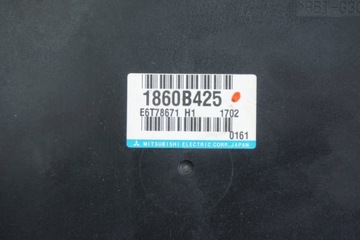 1860B425
E6T78671 H1 1702
0161
MITSUBISHI ELECTRIC CORP. JAPAN